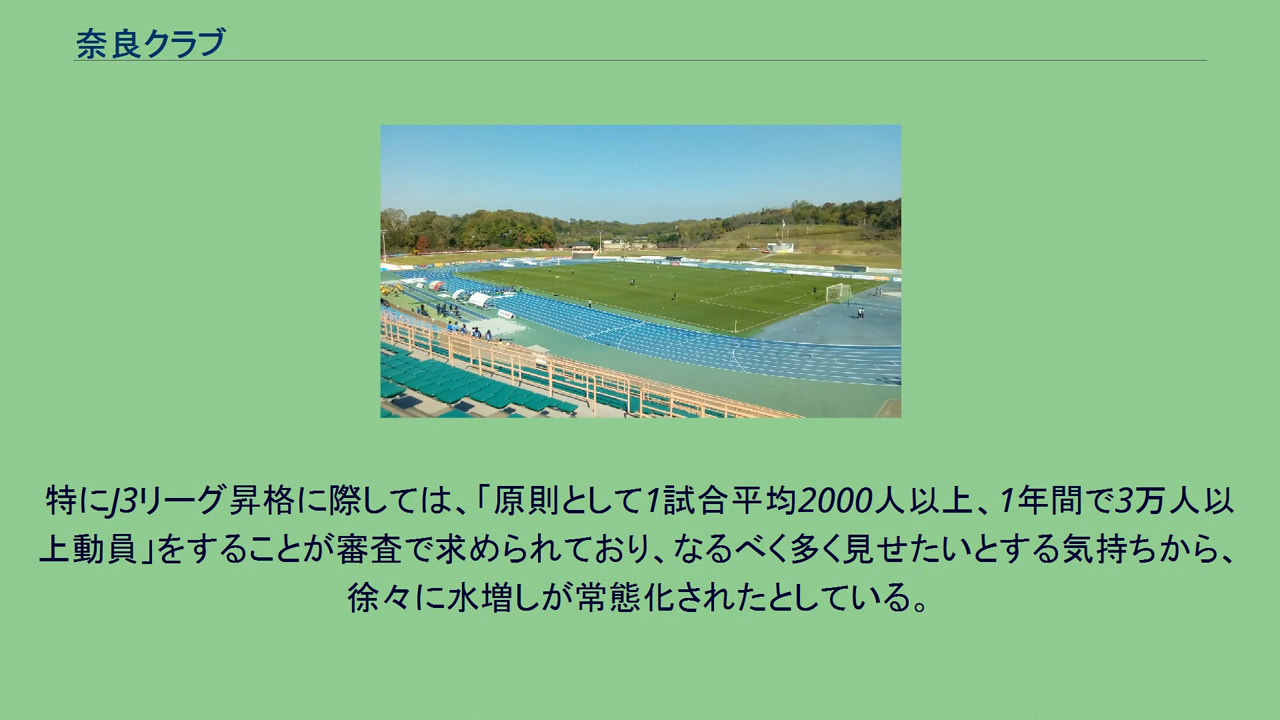 奈良クラブ
特にJ3リーグ昇格に際しては、「原則として1試合平均2000人以上、1年間で3万人以
上動員」をすることが審査で求められており、なるべく多く見せたいとする気持ちから、
徐々に水増しが常態化されたとしている。